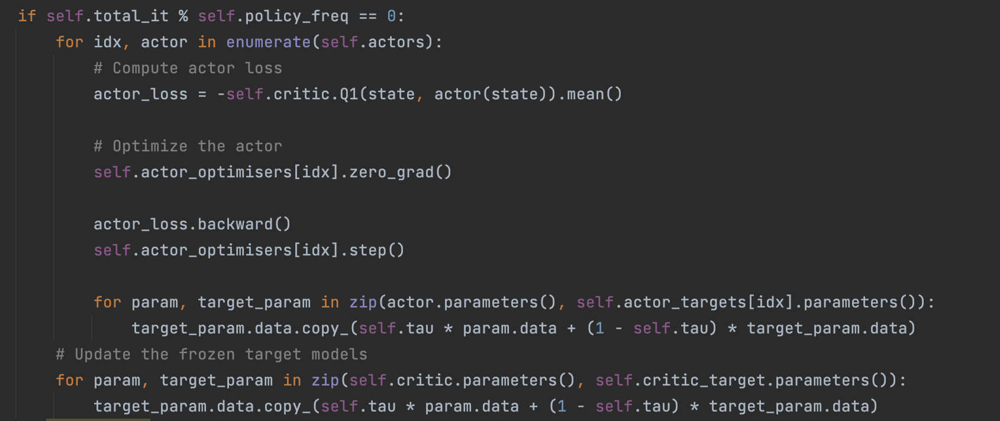 if self.total_it % self.policy_freq == 0:
for idx, actor in enumerate(self.actors):
# Compute actor loss
actor_loss = -self.critic.Q1(state, actor(state)).mean()
# Optimize the actor
self.actor_optimisers[idx].zero_grad()
actor_loss.backward()
self.actor_optimisers[idx].step()
for param, target_param in zip(actor.parameters(), self.actor_targets[idx].parameters()):
target_param.data.copy_(self.tau * param.data + (1 - self.tau) * target_param.data)
# Update the frozen target models
for param, target_param in zip(self.critic.parameters(), self.critic_target.parameters()):
target_param.data.copy_(self.tau * param.data + (1 - self.tau) * target_param.data)